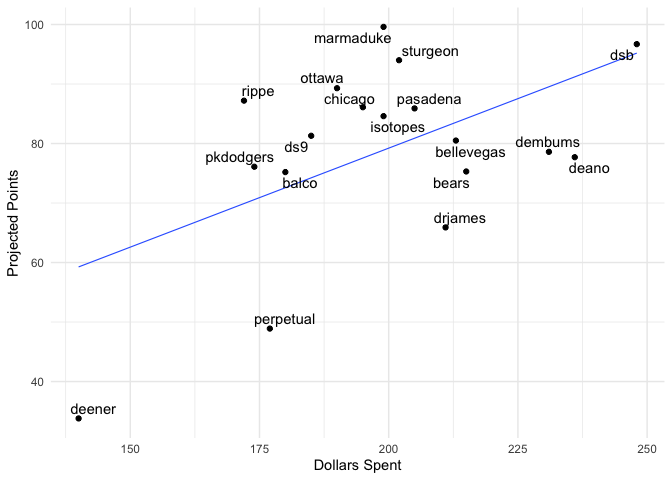 100
marmaduke
sturgeon
dsb
ottawa
rippe
chicago
pasadena
isotopes
ds9
dembums
bellevegas
pkdodgers
deano
balco
bears
80
drjames
60
perpetual
deener
40
150
175
200
225
250
Dollars Spent
Projected Points